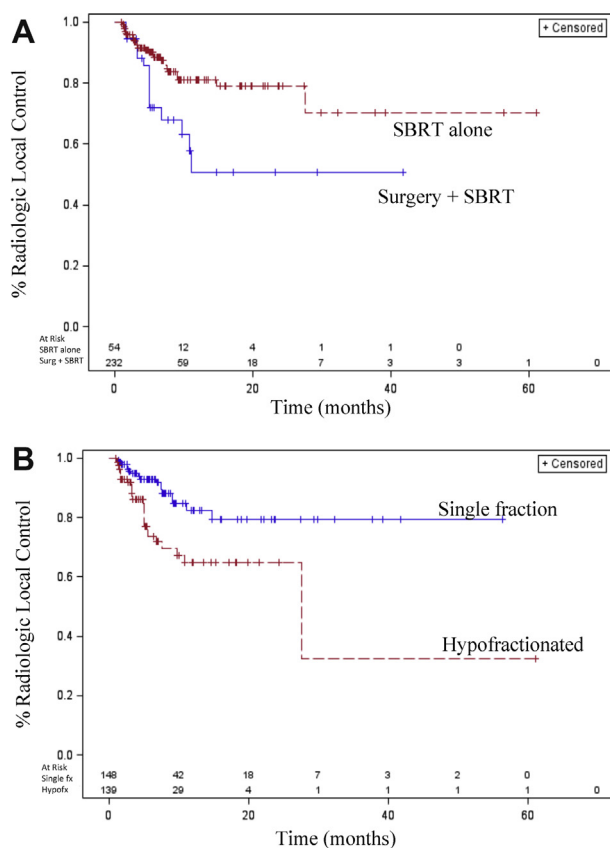 A
+ Censored
% Radiologic Local Control
1.0
0.8
0.6
0.4
0.2
0.0
SBRT alone
Surgery + SBRT
At Risk
SBRT alone 54 12 4 1 1 0
Surg + SBRT 232 59 18 7 3 3 1 0
0 20 40 60
Time (months)
B
+ Censored
% Radiologic Local Control
1.0
0.8
0.6
0.4
0.2
0.0
Single fraction
Hypofractionated
At Risk
Single fx 148 42 18 7 3 2 0
Hypofx 139 29 4 1 1 1 1 0
0 20 40 60
Time (months)